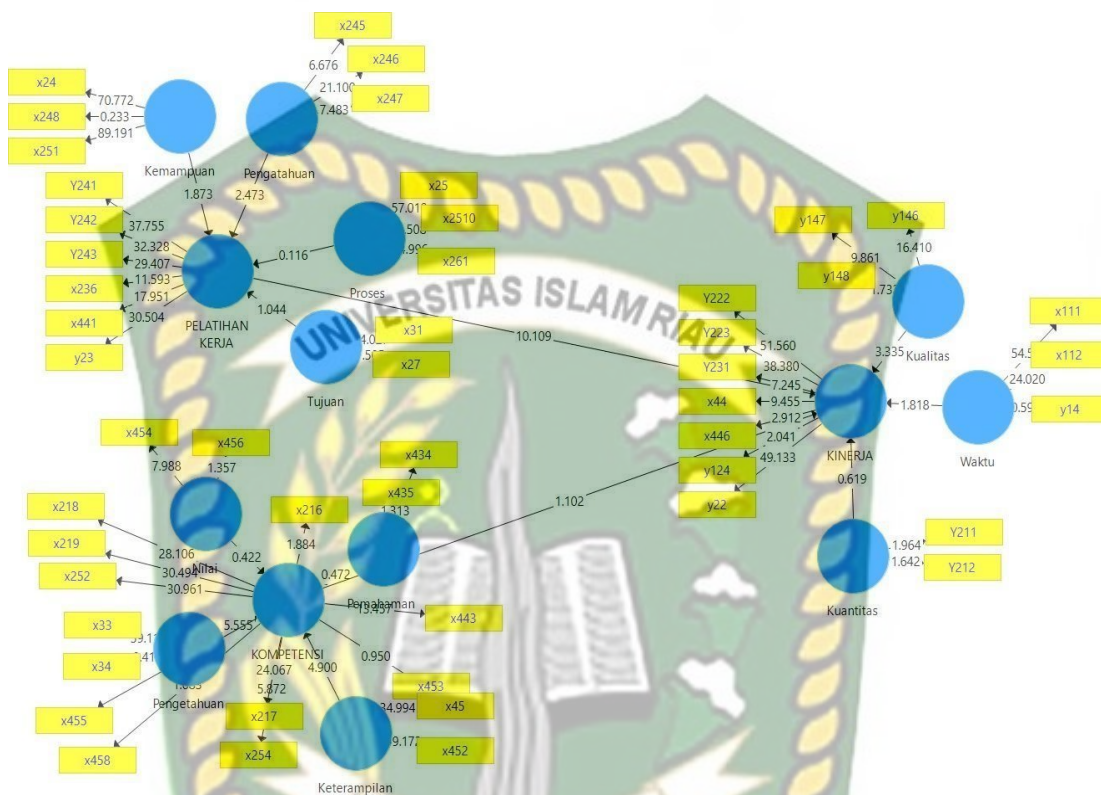 x245
6.676
x246
x24
21.100
70.772
x247
7.483
x248
0.233
89.191
x251
Kemampuan
Pengatahuan
Y241
x25
1.873
2.473
57.01
y146
Y242
37.755
x2510
y147
32.328
16.410
Y243
29.407
0.116
x261
9.861
11.593
y148
x236
17.951
Proses
Y222
x441
30.504
1.044
UNIVERSITAS ISLAM RIAU
x111
PELATIHAN
KERJA
x31
10.109
Y223
51.560
3.335
Kualitas
y23
x27
38.380
x112
Y231
7.245
24.020
Tujuan
x44
9.455
1.818
y14
2.912
x454
x446
2.041
x456
x434
KINERJA
Waktu
7.988
1.357
y124
49.133
0.619
x435
y22
x218
x216
1.313
1.102
28.106
1.884
x219
0.422
Y211
30.494
Nilai
1.964
x252
0.472
1.642
Y212
30.961
Pemahaman
Kuantitas
13.457
x443
x33
5.555
KOMPETENSI
0.950
x34
24.067
4.900
5.872
x453
Pengetahuan
x45
x455
x217
34.994
x452
x458
x254
Keterampilan